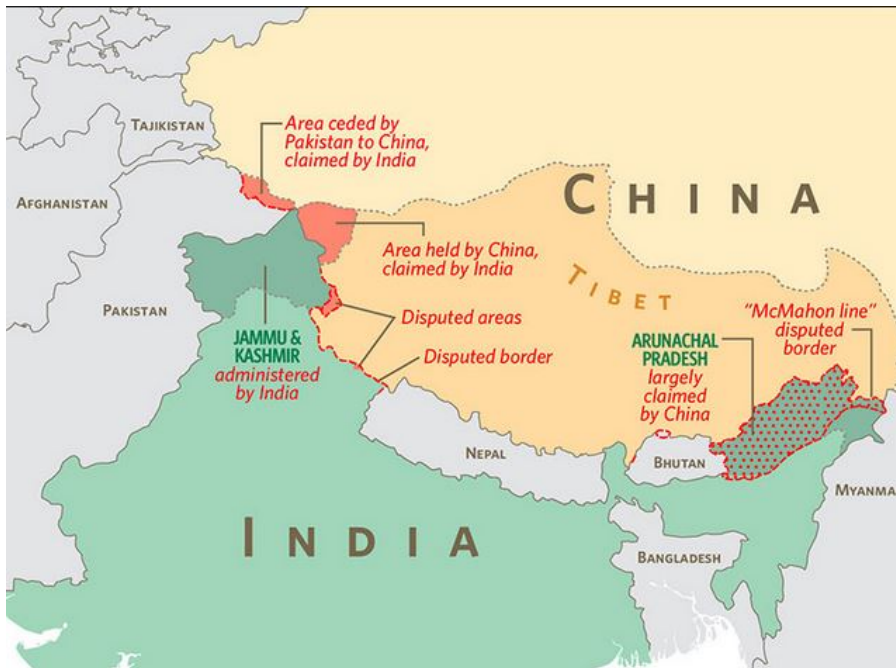 TAJIKISTAN
Area ceded by
Pakistan to China,
claimed by India
AFGHANISTAN
CHINA
Area held by China,
claimed by India
TIBET
PAKISTAN
"McMahon line"
disputed
border
Disputed areas
JAMMU &
KASHMIR
administered
by India
ARUNACHAL
PRADESH
largely
claimed
by China
Disputed border
NEPAL
BHUTAN
MYANMA
INDIA
BANGLADESH